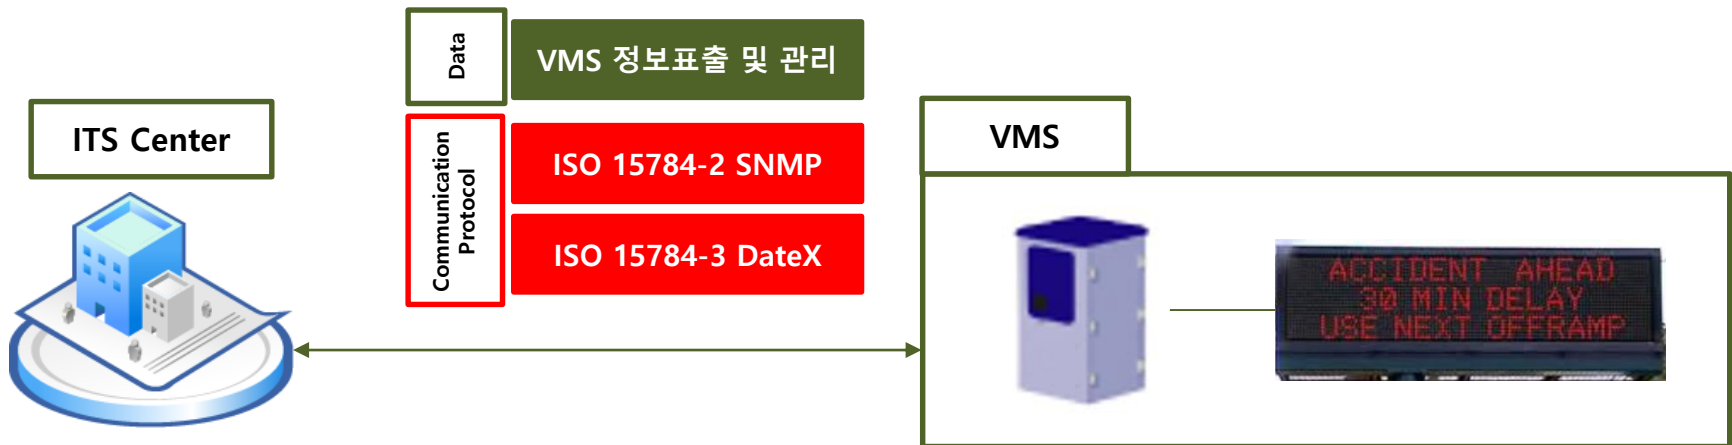 Data
VMS 정보표출 및 관리
ITS Center
Communication
Protocol
ISO 15784-2 SNMP
ISO 15784-3 DateX
VMS
ACCIDENT AHEAD
30 MIN DELAY
USE NEXT OFFRAMP